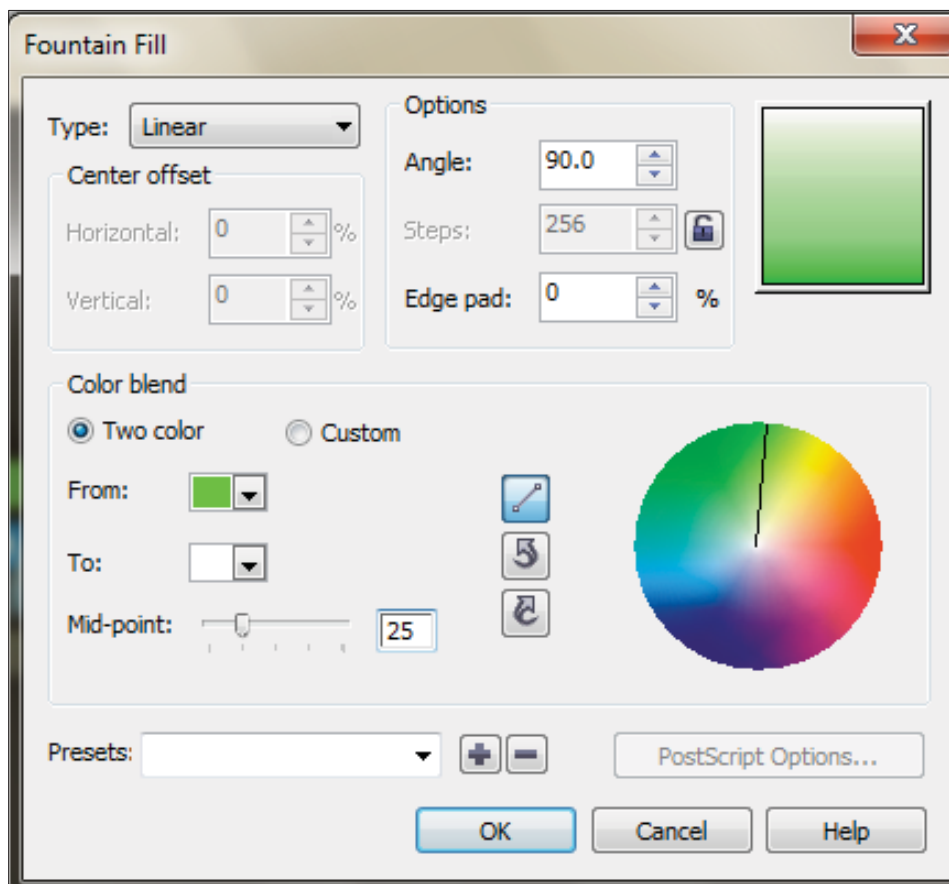 Fountain Fill
Type: Linear
Center offset
Horizontal: 0 %
Vertical: 0 %
Options
Angle: 90.0
Steps: 256
Edge pad: 0 %
Color blend
Two color Custom
From:
To:
Mid-point: 25
Presets:
PostScript Options...
OK Cancel Help